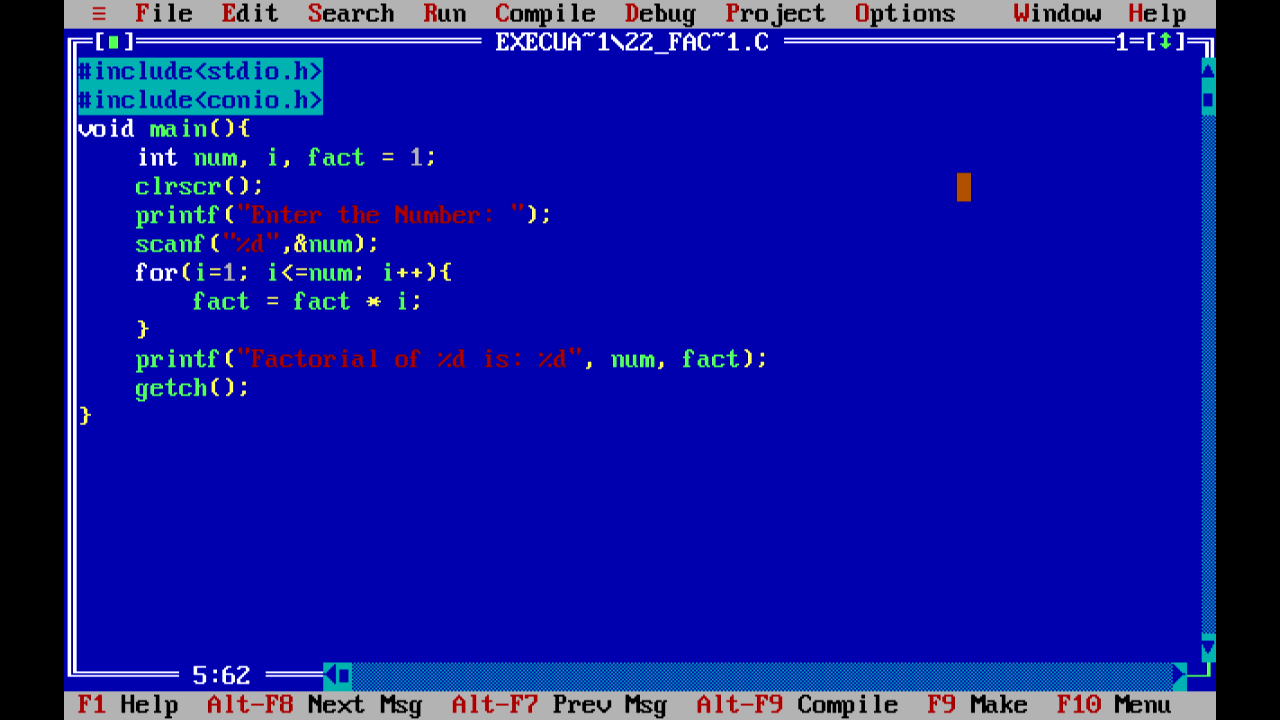 ≡ File Edit Search Run Compile Debug Project Options Window Help
[■] EXECUA~1\22_FAC~1.C 1=[↕]
#include<stdio.h>
#include<conio.h>
void main(){
    int num, i, fact = 1;
    clrscr();
    printf("Enter the Number: ");
    scanf("%d",&num);
    for(i=1; i<=num; i++){
        fact = fact * i;
    }
    printf("Factorial of %d is: %d", num, fact);
    getch();
}
5:62
F1 Help Alt-F8 Next Msg Alt-F7 Prev Msg Alt-F9 Compile F9 Make F10 Menu